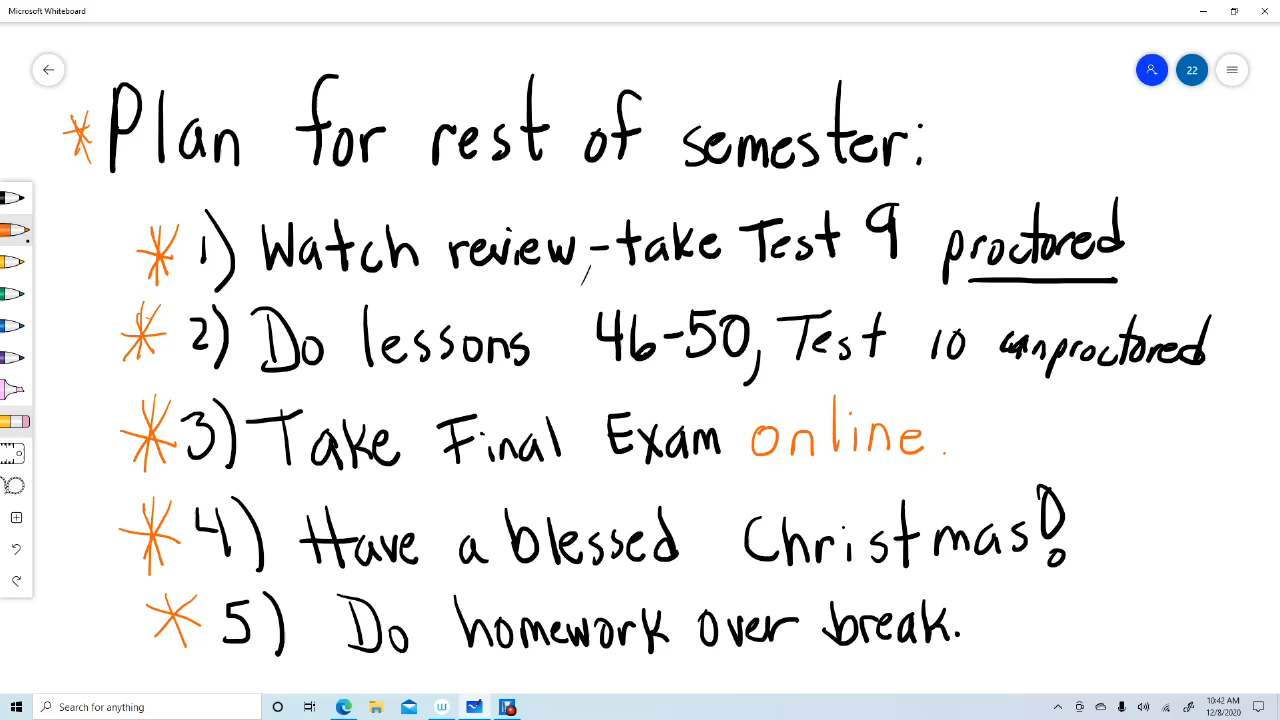 Microsoft Whiteboard
22
* Plan for rest of semester:
* 1) Watch review, - take Test 9 proctored
* 2) Do lessons 46-50, Test 10 unproctored
* 3) Take Final Exam online.
* 4) Have a blessed Christmas!
* 5) Do homework over break.
Search for anything
10:42 AM
12/8/2020